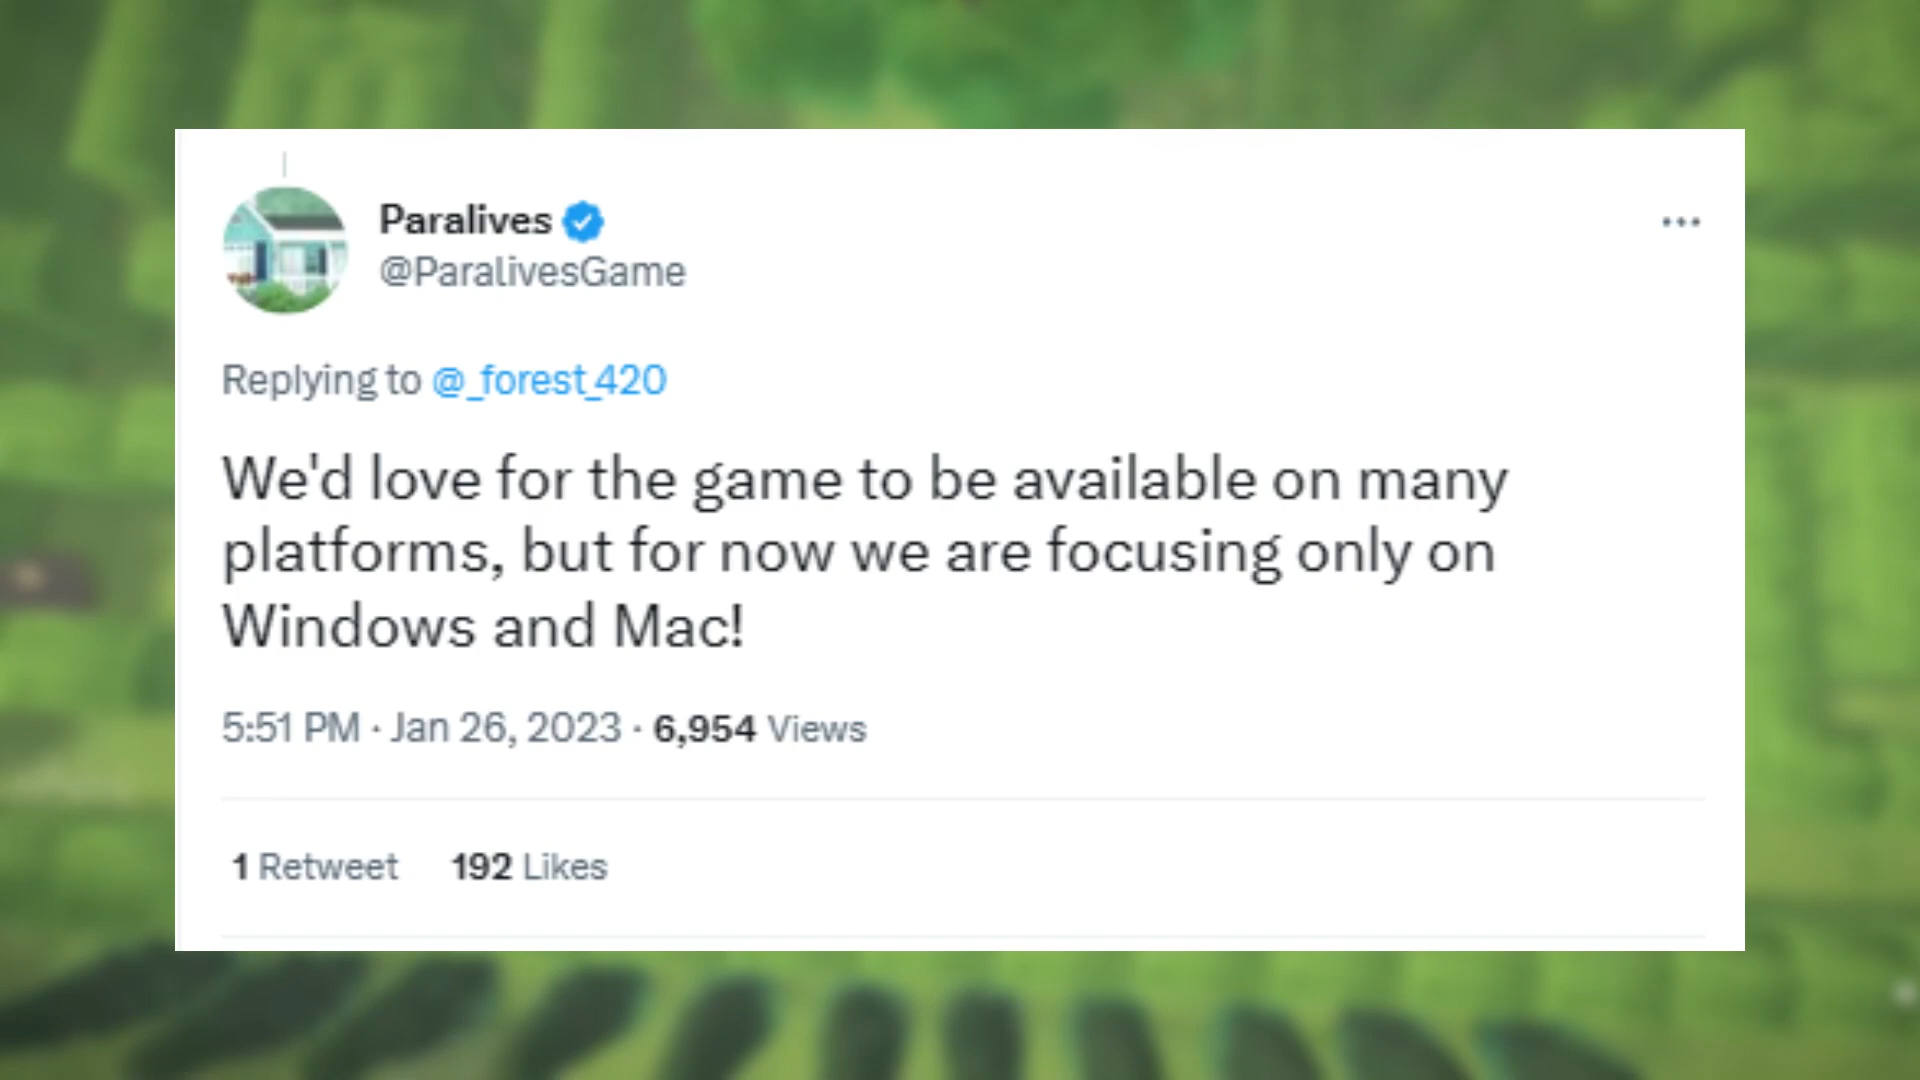 Paralives
@ParalivesGame
Replying to @_forest_420
We'd love for the game to be available on many
platforms, but for now we are focusing only on
Windows and Mac!
5:51 PM · Jan 26, 2023 · 6,954 Views
1 Retweet 192 Likes